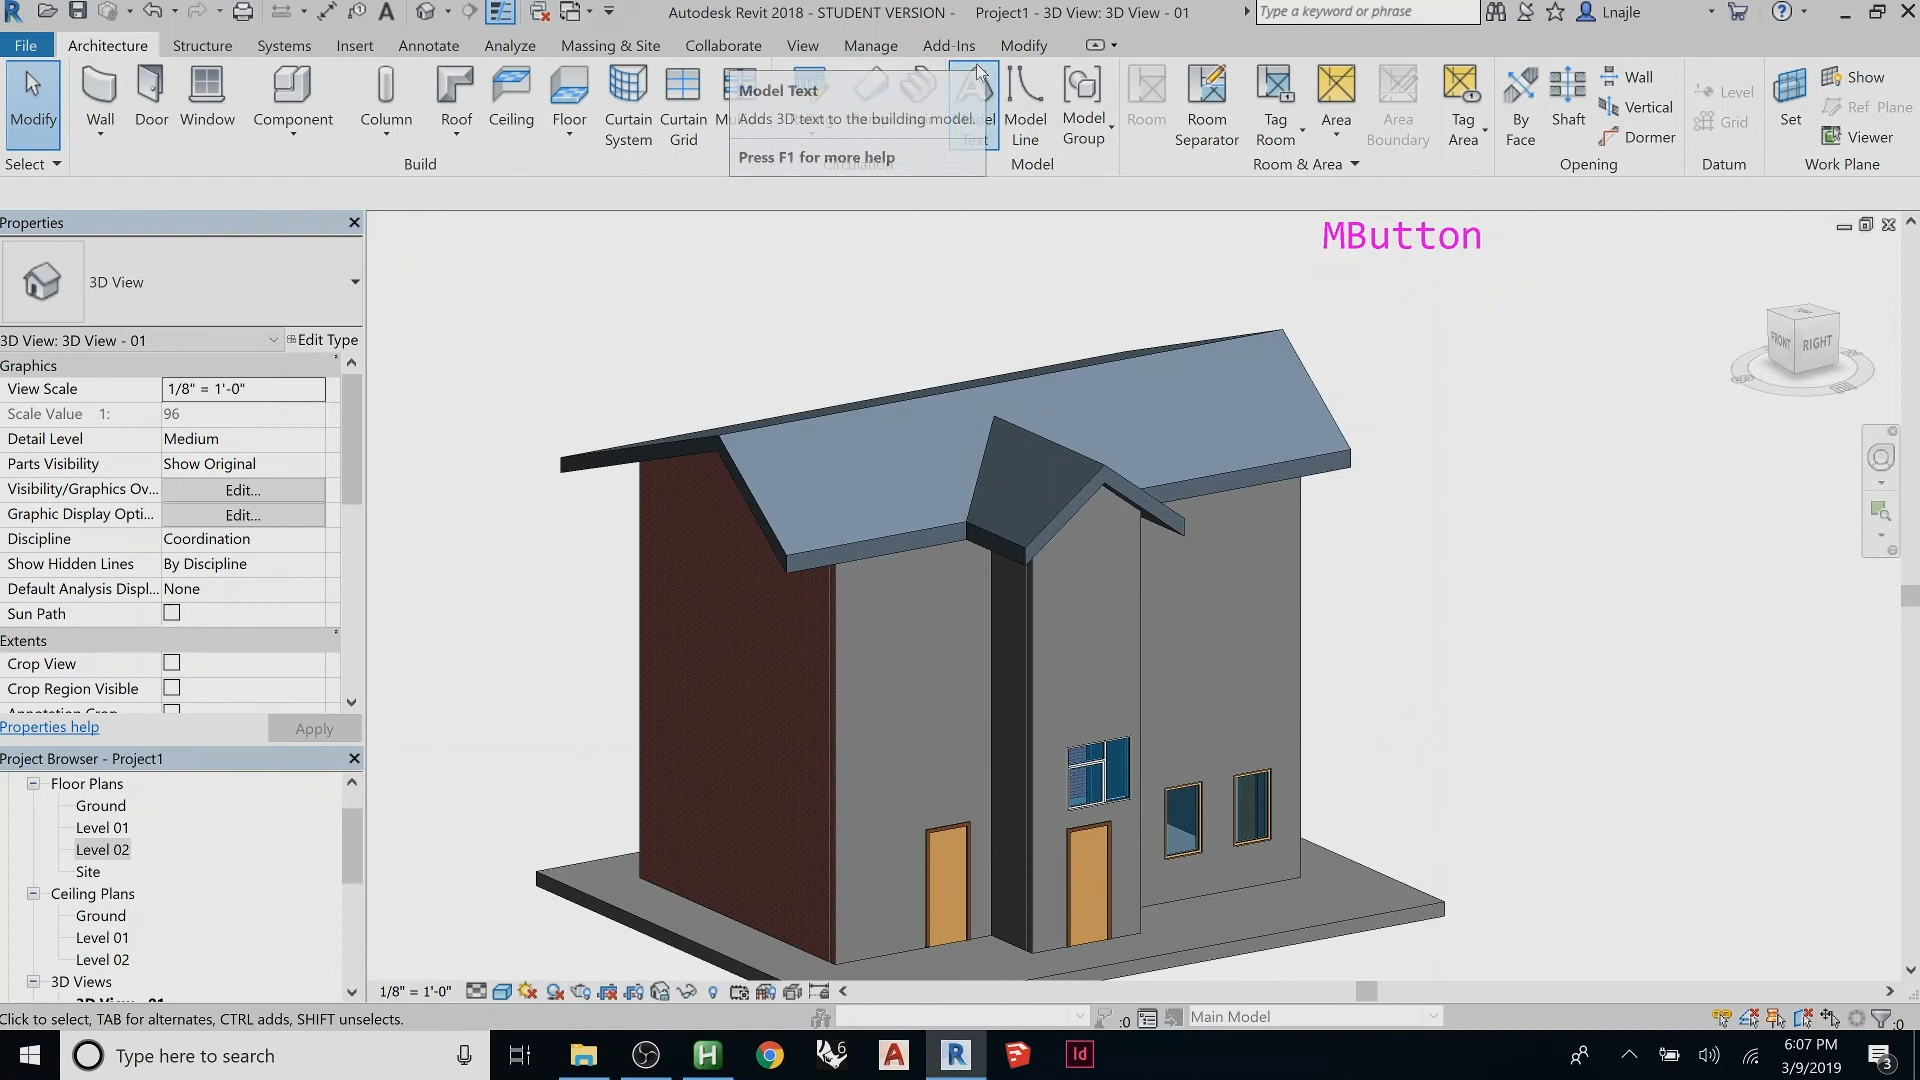 Autodesk Revit 2018 - STUDENT VERSION - Project1 - 3D View: 3D View - 01
Type a keyword or phrase
Lnajle
File Architecture Structure Systems Insert Annotate Analyze Massing & Site Collaborate View Manage Add-Ins Modify
Modify
Wall
Door
Window
Component
Column
Roof
Ceiling
Floor
Curtain System
Curtain Grid
Model Text
Adds 3D text to the building model.
Press F1 for more help
Model Line
Model Group
Room
Room Separator
Tag Room
Area
Area Boundary
Tag Area
By Face
Shaft
Wall
Vertical
Dormer
Level
Grid
Set
Show
Ref Plane
Viewer
Select
Build
Circulation
Model
Room & Area
Opening
Datum
Work Plane
MButton
FRONT
RIGHT
Properties
3D View
3D View: 3D View - 01
Edit Type
Graphics
View Scale 1/8" = 1'-0"
Scale Value 1: 96
Detail Level Medium
Parts Visibility Show Original
Visibility/Graphics Ov... Edit...
Graphic Display Opti... Edit...
Discipline Coordination
Show Hidden Lines By Discipline
Default Analysis Displ... None
Sun Path
Extents
Crop View
Crop Region Visible
Properties help
Apply
Project Browser - Project1
Floor Plans
Ground
Level 01
Level 02
Site
Ceiling Plans
Ground
Level 01
Level 02
3D Views
1/8" = 1'-0"
Click to select, TAB for alternates, CTRL adds, SHIFT unselects.
:0
Main Model
:0
Type here to search
6
Id
6:07 PM
3/9/2019
3